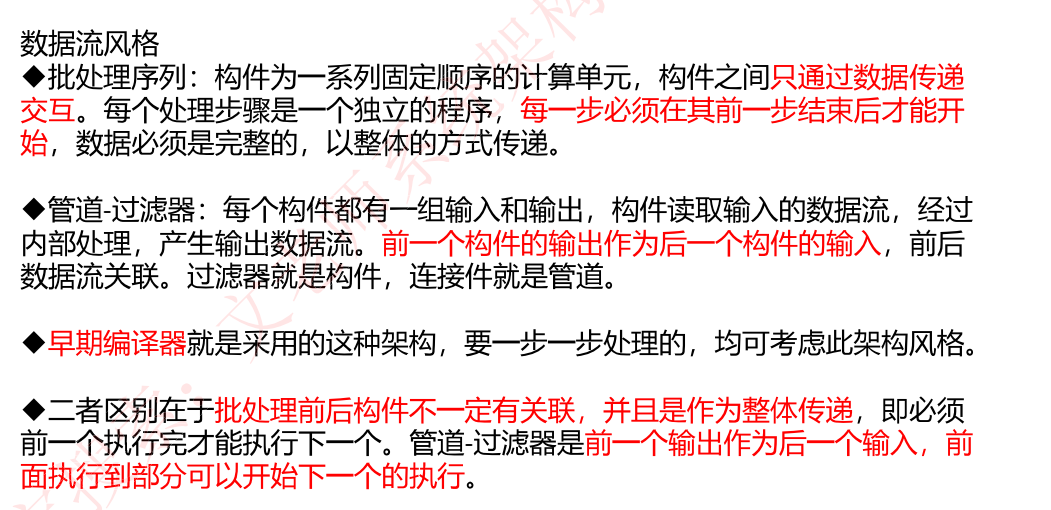 数据流风格
◆批处理序列：构件为一系列固定顺序的计算单元，构件之间只通过数据传递
交互。每个处理步骤是一个独立的程序，每一步必须在其前一步结束后才能开
始，数据必须是完整的，以整体的方式传递。
◆管道-过滤器：每个构件都有一组输入和输出，构件读取输入的数据流，经过
内部处理，产生输出数据流。前一个构件的输出作为后一个构件的输入，前后
数据流关联。过滤器就是构件，连接件就是管道。
◆早期编译器就是采用的这种架构，要一步一步处理的，均可考虑此架构风格。
◆二者区别在于批处理前后构件不一定有关联，并且是作为整体传递，即必须
前一个执行完才能执行下一个。管道-过滤器是前一个输出作为后一个输入，前
面执行到部分可以开始下一个的执行。